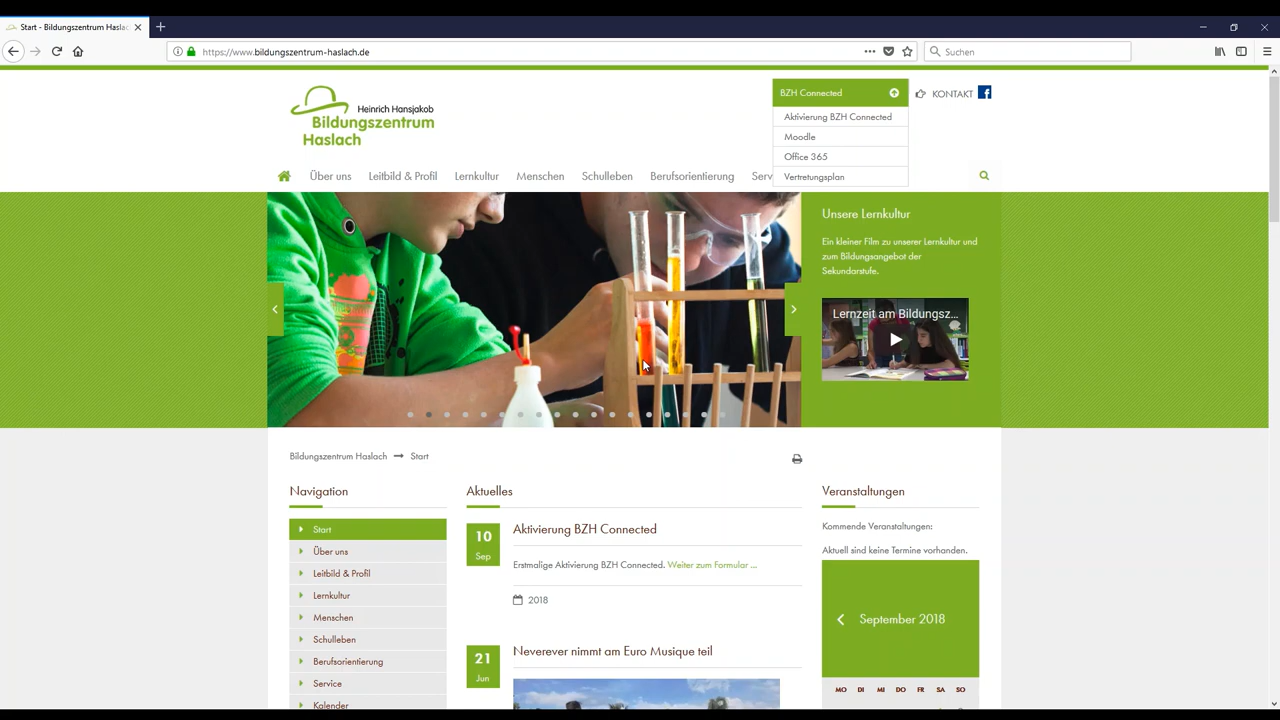 Start - Bildungszentrum Hasla
https://www.bildungszentrum-haslach.de
Suchen
Heinrich Hansjakob
Bildungszentrum
Haslach
BZH Connected
KONTAKT
Aktivierung BZH Connected
Moodle
Office 365
Vertretungsplan
Über uns
Leitbild & Profil
Lernkultur
Menschen
Schulleben
Berufsorientierung
Serv
Unsere Lernkultur
Ein kleiner Film zu unserer Lernkultur und
zum Bildungsangebot der
Sekundarstufe.
Lernzeit am Bildungsz...
Bildungszentrum Haslach
Start
Navigation
Start
Über uns
Leitbild & Profil
Lernkultur
Menschen
Schulleben
Berufsorientierung
Service
Kalender
Aktuelles
10
Sep
Aktivierung BZH Connected
Erstmalige Aktivierung BZH Connected. Weiter zum Formular ...
2018
21
Jun
Neverever nimmt am Euro Musique teil
Veranstaltungen
Kommende Veranstaltungen:
Aktuell sind keine Termine vorhanden.
September 2018
MO DI MI DO FR SA SO